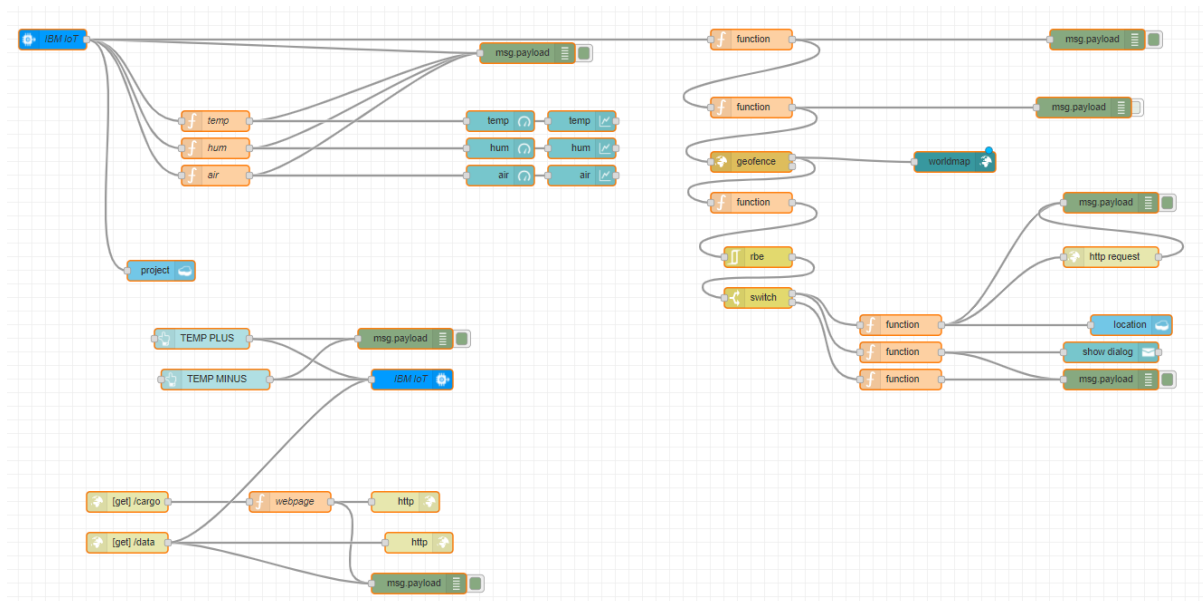 IBM IoT
function
msg.payload
msg.payload
function
msg.payload
temp
temp
temp
hum
hum
hum
geofence
worldmap
air
air
air
function
msg.payload
rbe
http request
project
switch
function
location
TEMP PLUS
msg.payload
function
show dialog
TEMP MINUS
IBM IoT
function
msg.payload
[get] /cargo
webpage
http
[get] /data
http
msg.payload